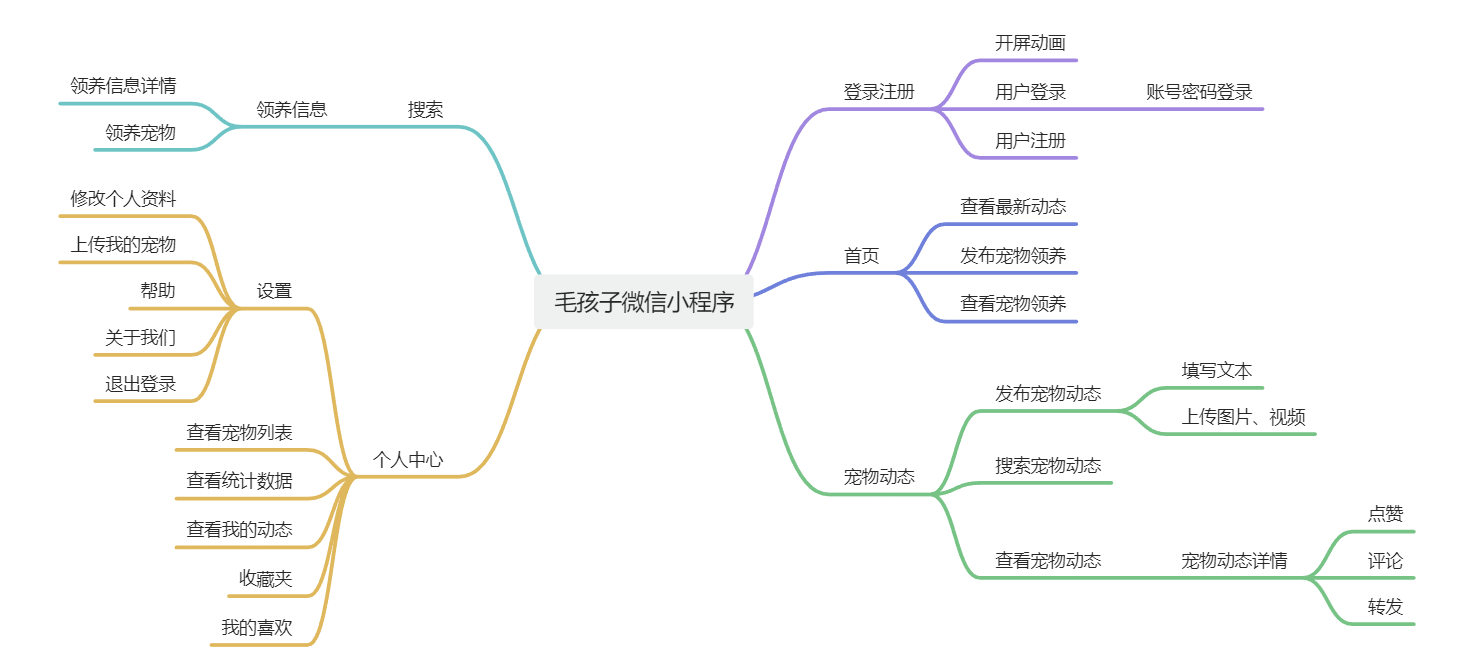 毛孩子微信小程序
登录注册
开屏动画
用户登录
账号密码登录
用户注册
首页
查看最新动态
发布宠物领养
查看宠物领养
宠物动态
发布宠物动态
填写文本
上传图片、视频
搜索宠物动态
查看宠物动态
宠物动态详情
点赞
评论
转发
搜索
领养信息
领养信息详情
领养宠物
个人中心
设置
修改个人资料
上传我的宠物
帮助
关于我们
退出登录
查看宠物列表
查看统计数据
查看我的动态
收藏夹
我的喜欢